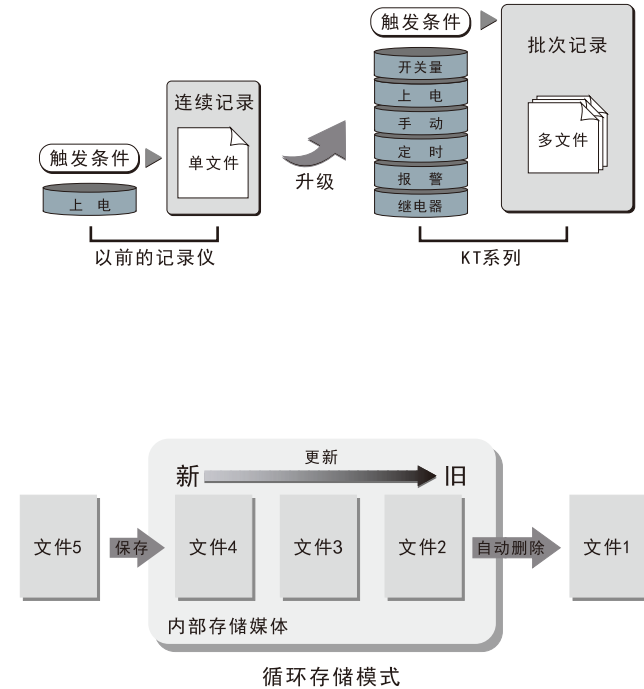 触发条件
上 电
连续记录
单文件
以前的记录仪
升级
触发条件
开关量
上 电
手 动
定 时
报 警
继电器
批次记录
多文件
KT系列
更新
新
旧
文件5
保存
文件4
文件3
文件2
自动删除
文件1
内部存储媒体
循环存储模式